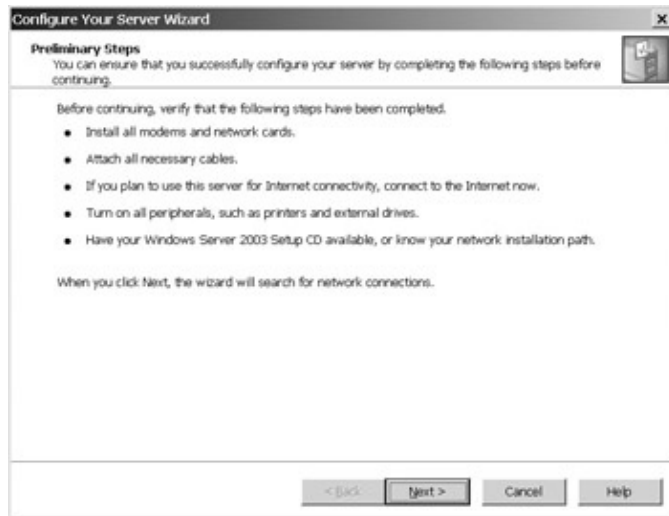 Configure Your Server Wizard
Preliminary Steps
You can ensure that you successfully configure your server by completing the following steps before
continuing.
Before continuing, verify that the following steps have been completed.
• Install all modems and network cards.
• Attach all necessary cables.
• If you plan to use this server for Internet connectivity, connect to the Internet now.
• Turn on all peripherals, such as printers and external drives.
• Have your Windows Server 2003 Setup CD available, or know your network installation path.
When you click Next, the wizard will search for network connections.
< Back Next > Cancel Help